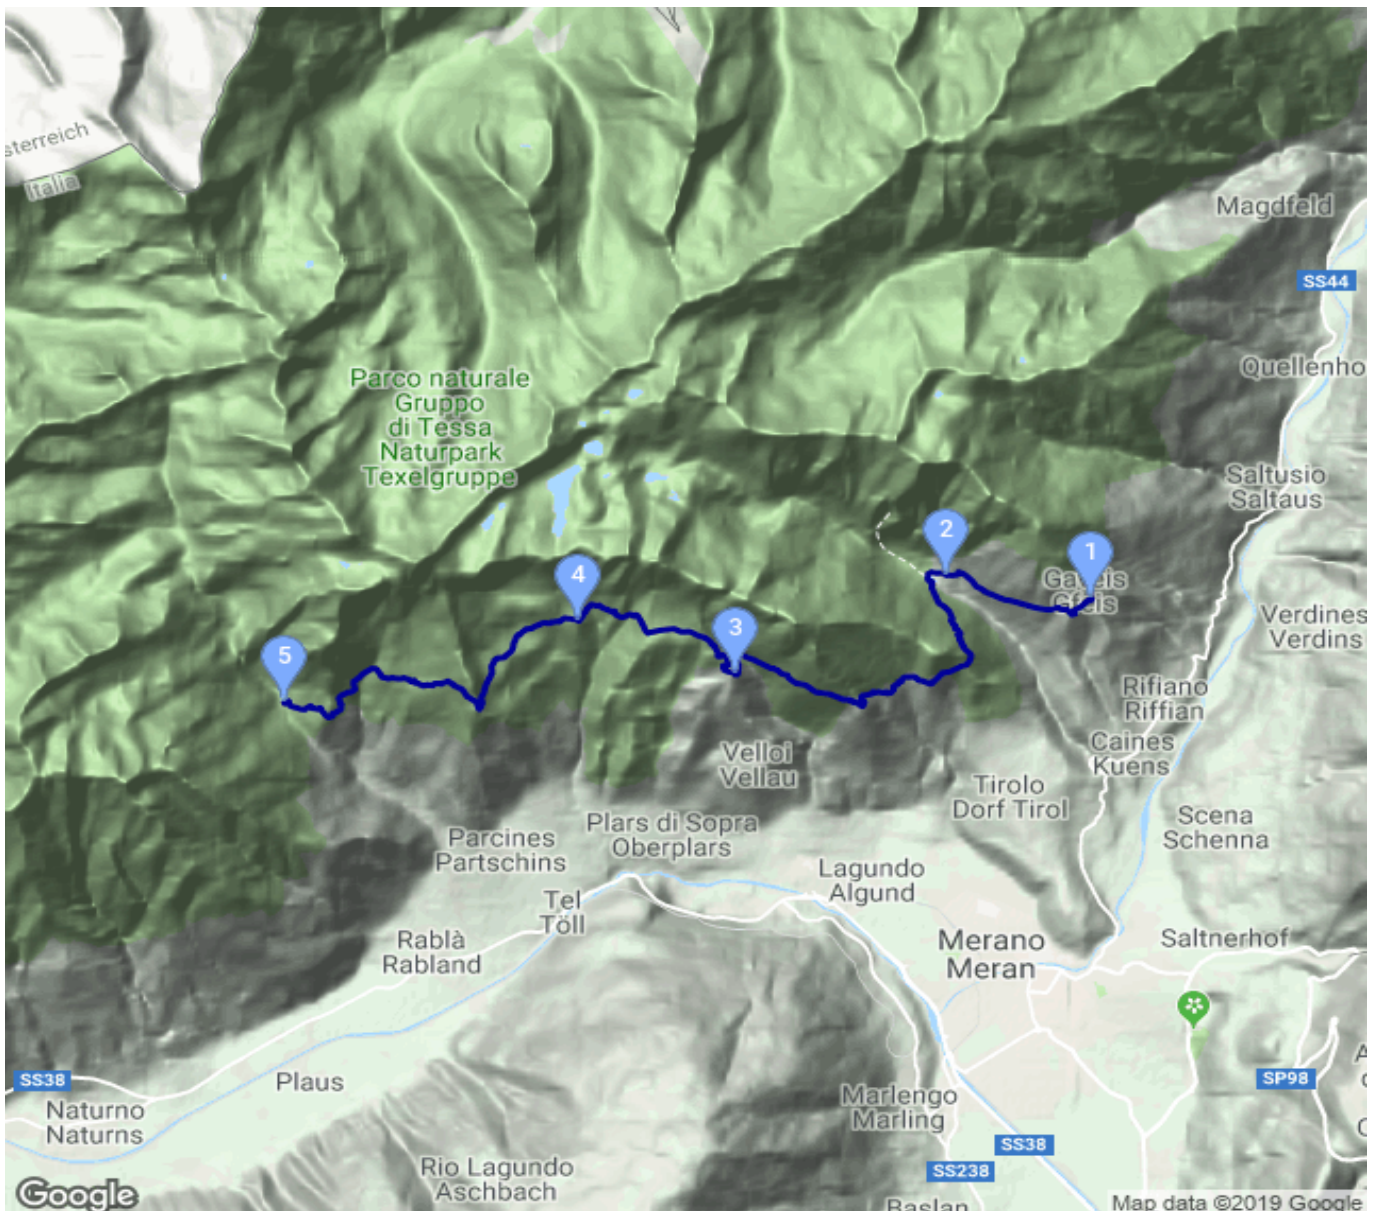 sterreich
Italia
Magdfeld
SS44
Quellenho
Parco naturale
Gruppo
di Tessa
Naturpark
Texelgruppe
Saltusio
Saltaus
2
1
4
Gfeis
3
5
Verdines
Verdins
Rifiano
Riffian
Caines
Kuens
Velloi
Vellau
Tirolo
Dorf Tirol
Scena
Schenna
Plars di Sopra
Oberplars
Parcines
Partschins
Lagundo
Algund
Tel
Töll
Rablà
Rabland
Merano
Meran
Saltnerhof
SS38
Plaus
SP98
A
Naturno
Naturns
Marlengo
Marling
SS38
SS238
Rio Lagundo
Aschbach
Baslan
Google
Map data ©2019 Google